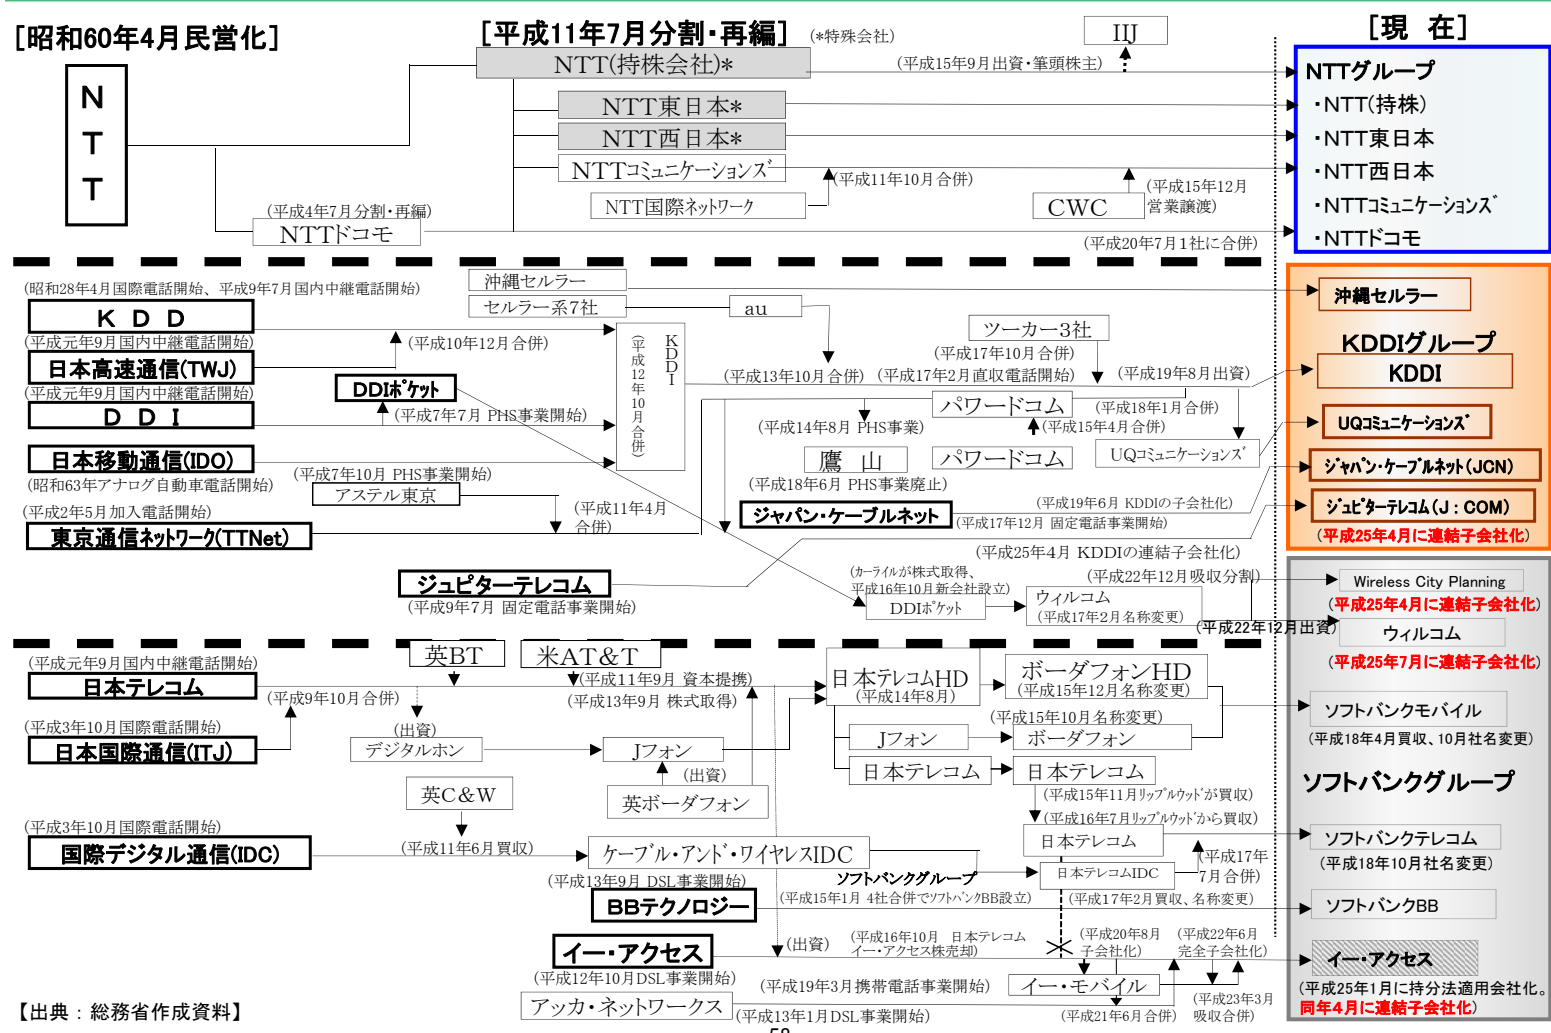 [昭和60年4月民営化]
[平成11年7月分割・再編]
(*特殊会社)
[現 在]
IIJ
NTT
NTT(持株会社)*
(平成15年9月出資・筆頭株主)
NTT東日本*
NTT西日本*
NTTコミュニケーションズ
(平成11年10月合併)
NTT国際ネットワーク
CWC
(平成15年12月
営業譲渡)
(平成4年7月分割・再編)
NTTドコモ
(平成20年7月1社に合併)
NTTグループ
・NTT(持株)
・NTT東日本
・NTT西日本
・NTTコミュニケーションズ
・NTTドコモ
(昭和28年4月国際電話開始、平成9年7月国内中継電話開始)
KDD
(平成元年9月国内中継電話開始)
日本高速通信(TWJ)
(平成元年9月国内中継電話開始)
DDI
日本移動通信(IDO)
(昭和63年アナログ自動車電話開始)
(平成2年5月加入電話開始)
東京通信ネットワーク(TTNet)
沖縄セルラー
セルラー系7社
au
(平成10年12月合併)
DDIポケット
(平成7年7月 PHS事業開始)
(平成7年10月 PHS事業開始)
アステル東京
(平成11年4月
合併)
KDDI
(平成12年10月合併)
(平成13年10月合併)
ツーカー3社
(平成17年10月合併)
(平成17年2月直収電話開始)
(平成19年8月出資)
パワードコム
(平成18年1月合併)
(平成14年8月 PHS事業)
(平成15年4月合併)
鷹 山
パワードコム
UQコミュニケーションズ
(平成18年6月 PHS事業廃止)
ジャパン・ケーブルネット
(平成19年6月 KDDIの子会社化)
(平成17年12月 固定電話事業開始)
(平成25年4月 KDDIの連結子会社化)
ジュピターテレコム
(平成9年7月 固定電話事業開始)
沖縄セルラー
KDDIグループ
KDDI
UQコミュニケーションズ
ジャパン・ケーブルネット(JCN)
ジュピターテレコム(J:COM)
(平成25年4月に連結子会社化)
(カーライルが株式取得、
平成16年10月新会社設立)
DDIポケット
ウィルコム
(平成17年2月名称変更)
(平成22年12月吸収分割)
(平成22年12月出資)
Wireless City Planning
(平成25年4月に連結子会社化)
ウィルコム
(平成25年7月に連結子会社化)
英BT
米AT&T
(平成元年9月国内中継電話開始)
日本テレコム
(平成9年10月合併)
(平成3年10月国際電話開始)
日本国際通信(ITJ)
(平成11年9月 資本提携)
(平成13年9月 株式取得)
(出資)
デジタルホン
Jフォン
(出資)
英ボーダフォン
英C&W
日本テレコムHD
(平成14年8月)
ボーダフォンHD
(平成15年12月名称変更)
(平成15年10月名称変更)
Jフォン
ボーダフォン
日本テレコム
日本テレコム
(平成15年11月リップルウッドが買収)
(平成16年7月リップルウッドから買収)
日本テレコム
ソフトバンクモバイル
(平成18年4月買収、10月社名変更)
ソフトバンクグループ
(平成3年10月国際電話開始)
国際デジタル通信(IDC)
(平成11年6月買収)
ケーブル・アンド・ワイヤレスIDC
日本テレコムIDC
(平成17年
7月合併)
ソフトバンクテレコム
(平成18年10月社名変更)
(平成13年9月 DSL事業開始)
ソフトバンクグループ
BBテクノロジー
(平成15年1月 4社合併でソフトバンクBB設立)
(平成17年2月買収、名称変更)
ソフトバンクBB
イー・アクセス
(出資)
(平成16年10月 日本テレコム
イー・アクセス株売却)
(平成20年8月
子会社化)
(平成22年6月
完全子会社化)
(平成12年10月DSL事業開始)
(平成19年3月携帯電話事業開始)
イー・モバイル
アッカ・ネットワークス
(平成13年1月DSL事業開始)
(平成21年6月合併)
(平成23年3月
吸収合併)
イー・アクセス
(平成25年1月に持分法適用会社化。
同年4月に連結子会社化)
【出典：総務省作成資料】